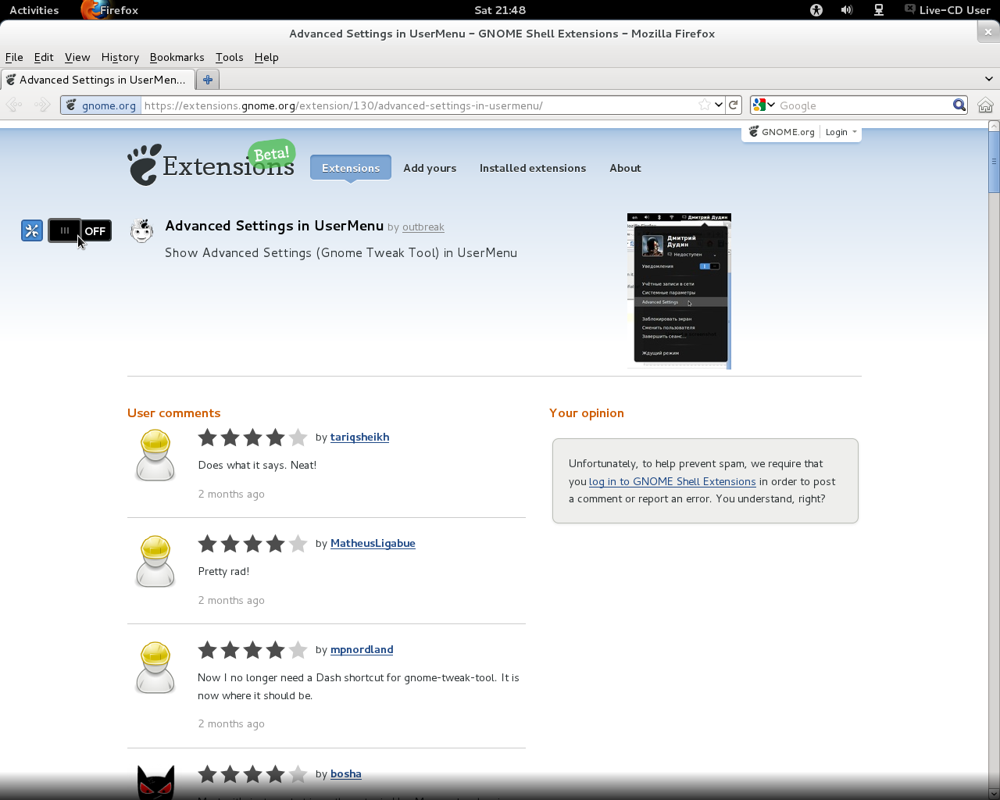 Activities
Firefox
Sat 21:48
Live-CD User
Advanced Settings in UserMenu - GNOME Shell Extensions - Mozilla Firefox
File Edit View History Bookmarks Tools Help
Advanced Settings in UserMen...
gnome.org
https://extensions.gnome.org/extension/130/advanced-settings-in-usermenu/
Google
GNOME.org
Login
Extensions
Beta!
Extensions
Add yours
Installed extensions
About
OFF
Advanced Settings in UserMenu by outbreak
Show Advanced Settings (Gnome Tweak Tool) in UserMenu
en
Дмитрий Дудин
Дмитрий
Дудин
Недоступен
Уведомления
Учётные записи в сети
Системные параметры
Advanced Settings
Заблокировать экран
Сменить пользователя
Завершить сеанс...
Ждущий режим
User comments
by tariqsheikh
Does what it says. Neat!
2 months ago
by MatheusLigabue
Pretty rad!
2 months ago
by mpnordland
Now I no longer need a Dash shortcut for gnome-tweak-tool. It is
now where it should be.
2 months ago
by bosha
Your opinion
Unfortunately, to help prevent spam, we require that
you log in to GNOME Shell Extensions in order to post
a comment or report an error. You understand, right?